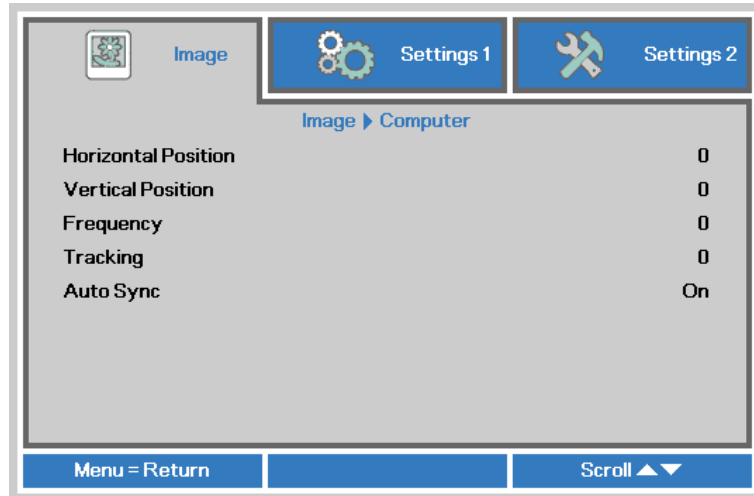 Image
Settings 1
Settings 2
Image ▶ Computer
Horizontal Position 0
Vertical Position 0
Frequency 0
Tracking 0
Auto Sync On
Menu = Return
Scroll ▲▼